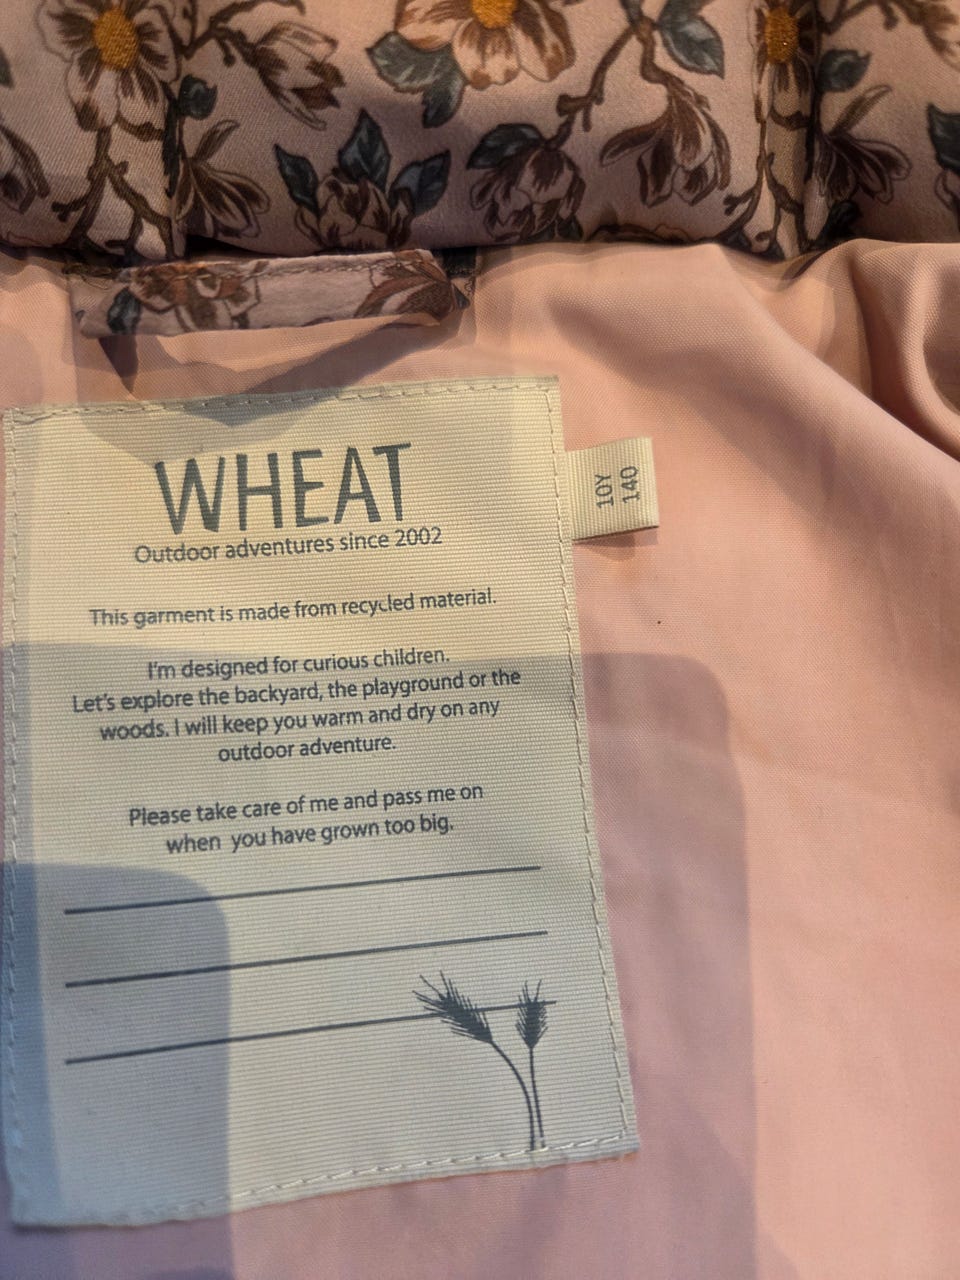 WHEAT
Outdoor adventures since 2002
10Y
140
This garment is made from recycled material.
I'm designed for curious children.
Let's explore the backyard, the playground or the
woods. I will keep you warm and dry on any
outdoor adventure.
Please take care of me and pass me on
when you have grown too big.